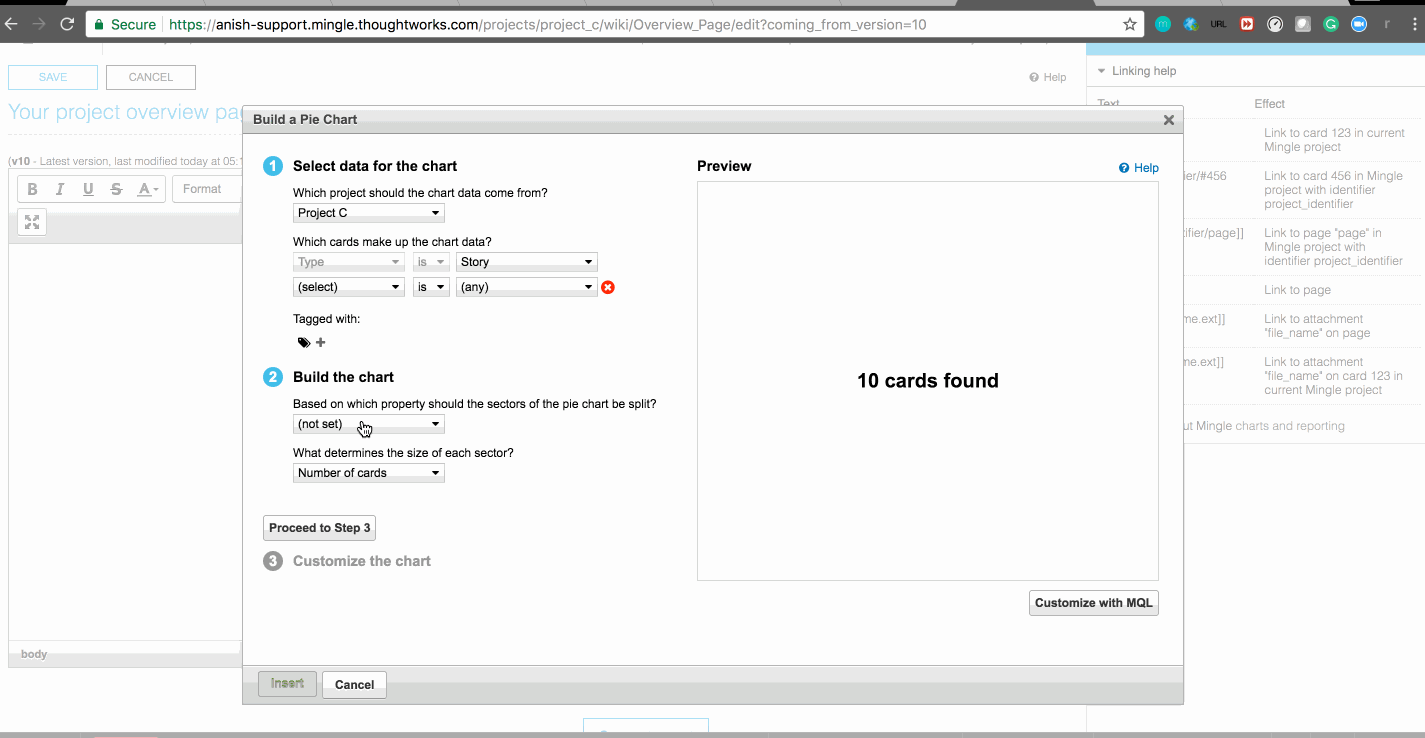 Secure
https://anish-support.mingle.thoughtworks.com/projects/project_c/wiki/Overview_Page/edit?coming_from_version=10
URL
r
SAVE
CANCEL
Help
Linking help
Your project overview pa
Text
Effect
(v10 - Latest version, last modified today at 05:
B I U S A
Format
Link to card 123 in current
Mingle project
ier/#456
Link to card 456 in Mingle
project with identifier
project_identifier
tifier/page]]
Link to page "page" in
Mingle project with
identifier project_identifier
Link to page
me.ext]]
Link to attachment
"file_name" on page
me.ext]]
Link to attachment
"file_name" on card 123 in
current Mingle project
ut Mingle charts and reporting
body
Build a Pie Chart
1 Select data for the chart
Which project should the chart data come from?
Project C
Which cards make up the chart data?
Type
is
Story
(select)
is
(any)
Tagged with:
2 Build the chart
Based on which property should the sectors of the pie chart be split?
(not set)
What determines the size of each sector?
Number of cards
Proceed to Step 3
3 Customize the chart
Preview
Help
10 cards found
Customize with MQL
Insert
Cancel